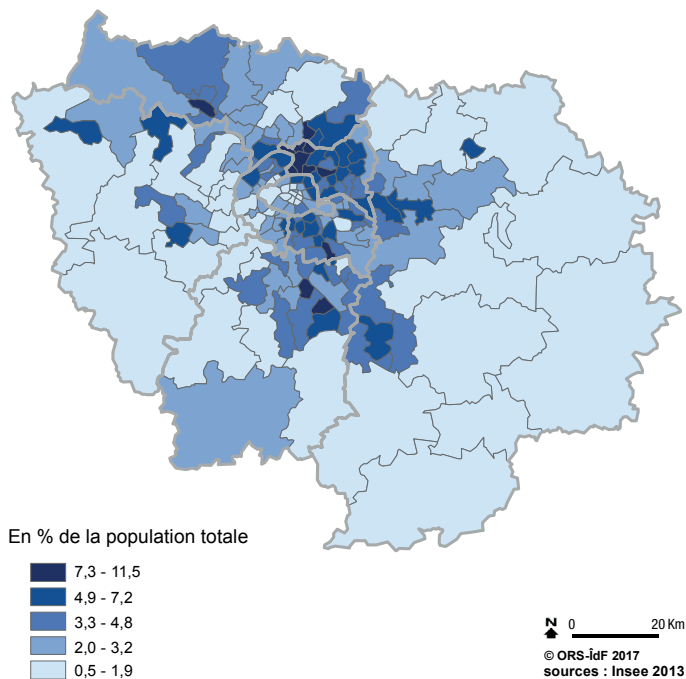 En % de la population totale
7,3 - 11,5
4,9 - 7,2
3,3 - 4,8
2,0 - 3,2
0,5 - 1,9
N 0 20 Km
© ORS-ÎdF 2017
sources : Insee 2013